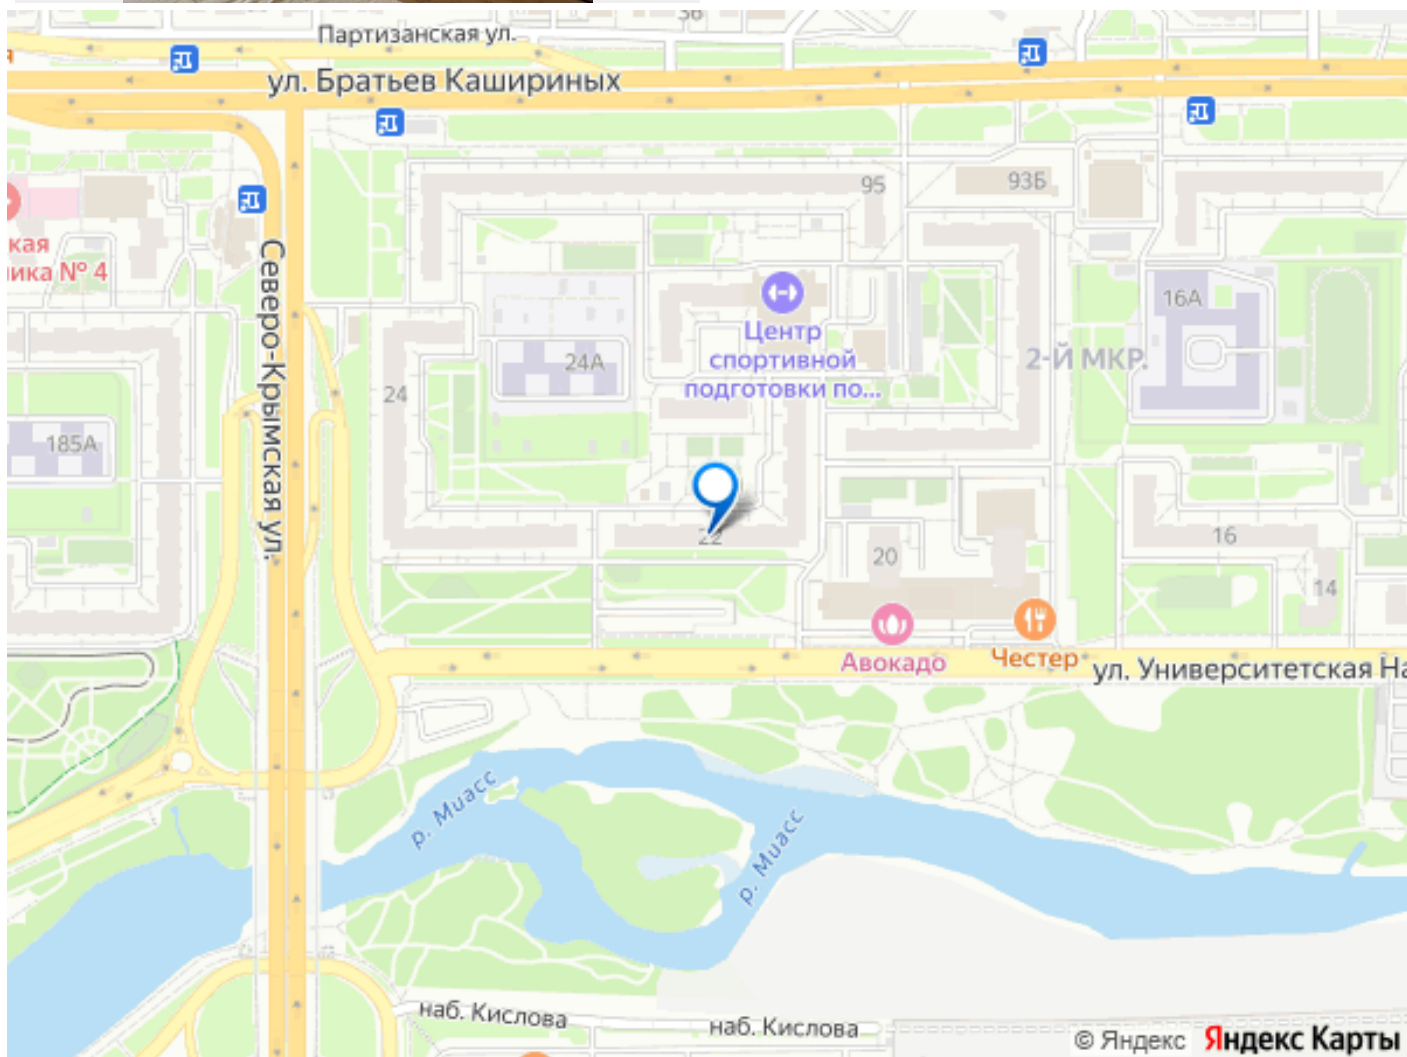 36
Партизанская ул.
ул. Братьев Кашириных
95
93Б
кая
ика № 4
Северо-Крымская ул.
16А
Центр
спортивной
подготовки по...
2-Й МКР.
24А
24
185А
22
20
16
14
Авокадо
Честер
ул. Университетская На
р. Миасс
р. Миасс
наб. Кислова
наб. Кислова
© Яндекс Яндекс Карты